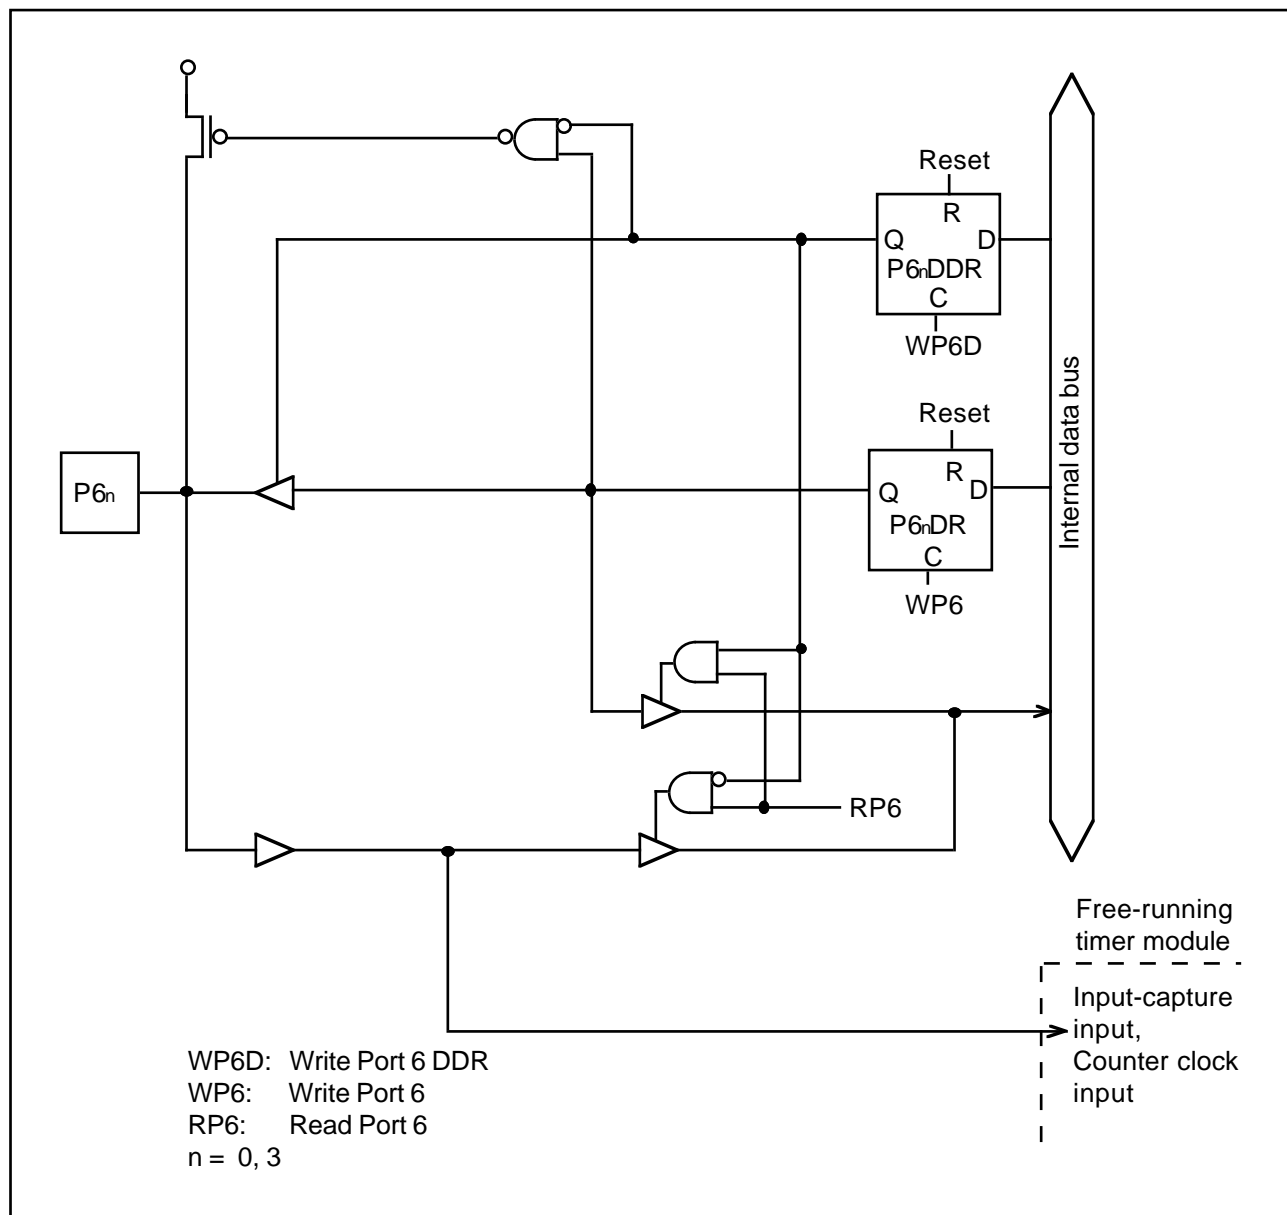 Reset
R
Q
D
P6nDDR
C
WP6D
Internal data bus
Reset
R
Q
D
P6nDR
C
WP6
P6n
RP6
Free-running
timer module
Input-capture
input,
Counter clock
input
WP6D: Write Port 6 DDR
WP6: Write Port 6
RP6: Read Port 6
n = 0, 3